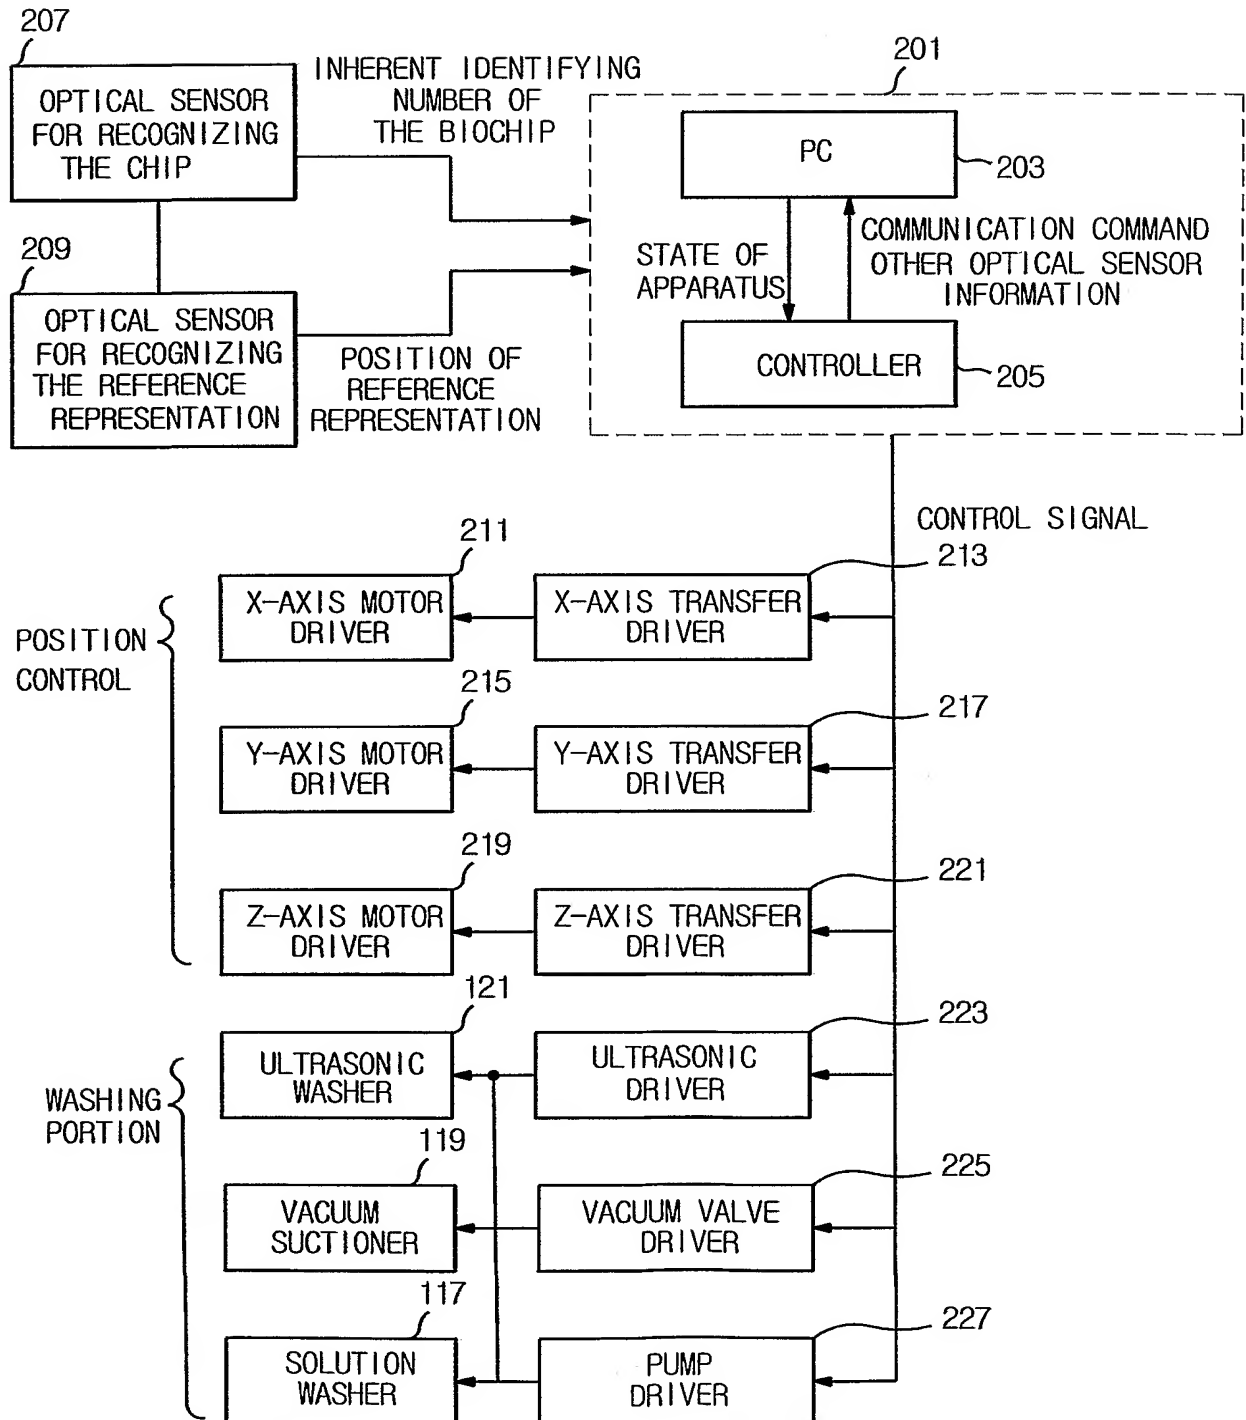 207
OPTICAL SENSOR
FOR RECOGNIZING
THE CHIP
INHERENT IDENTIFYING
NUMBER OF
THE BIOCHIP
201
PC
203
209
OPTICAL SENSOR
FOR RECOGNIZING
THE REFERENCE
REPRESENTATION
POSITION OF
REFERENCE
REPRESENTATION
STATE OF
APPARATUS
COMMUNICATION COMMAND
OTHER OPTICAL SENSOR
INFORMATION
CONTROLLER
205
CONTROL SIGNAL
POSITION
CONTROL
211
X-AXIS MOTOR
DRIVER
213
X-AXIS TRANSFER
DRIVER
215
Y-AXIS MOTOR
DRIVER
217
Y-AXIS TRANSFER
DRIVER
219
Z-AXIS MOTOR
DRIVER
221
Z-AXIS TRANSFER
DRIVER
WASHING
PORTION
121
ULTRASONIC
WASHER
223
ULTRASONIC
DRIVER
119
VACUUM
SUCTIONER
225
VACUUM VALVE
DRIVER
117
SOLUTION
WASHER
227
PUMP
DRIVER